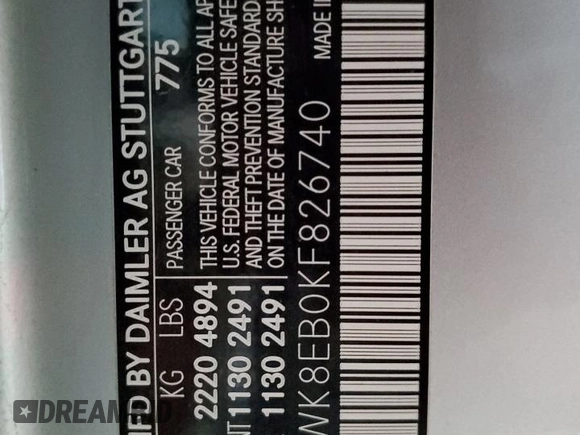 MFD BY DAIMLER AG STUTTGART
KG LBS PASSENGER CAR 775
2220 4894 THIS VEHICLE CONFORMS TO ALL AP
1130 2491 U.S. FEDERAL MOTOR VEHICLE SAFE
1130 2491 AND THEFT PREVENTION STANDARD
ON THE DATE OF MANUFACTURE SH
WK8EB0KF826740 MADE IN
DREAM